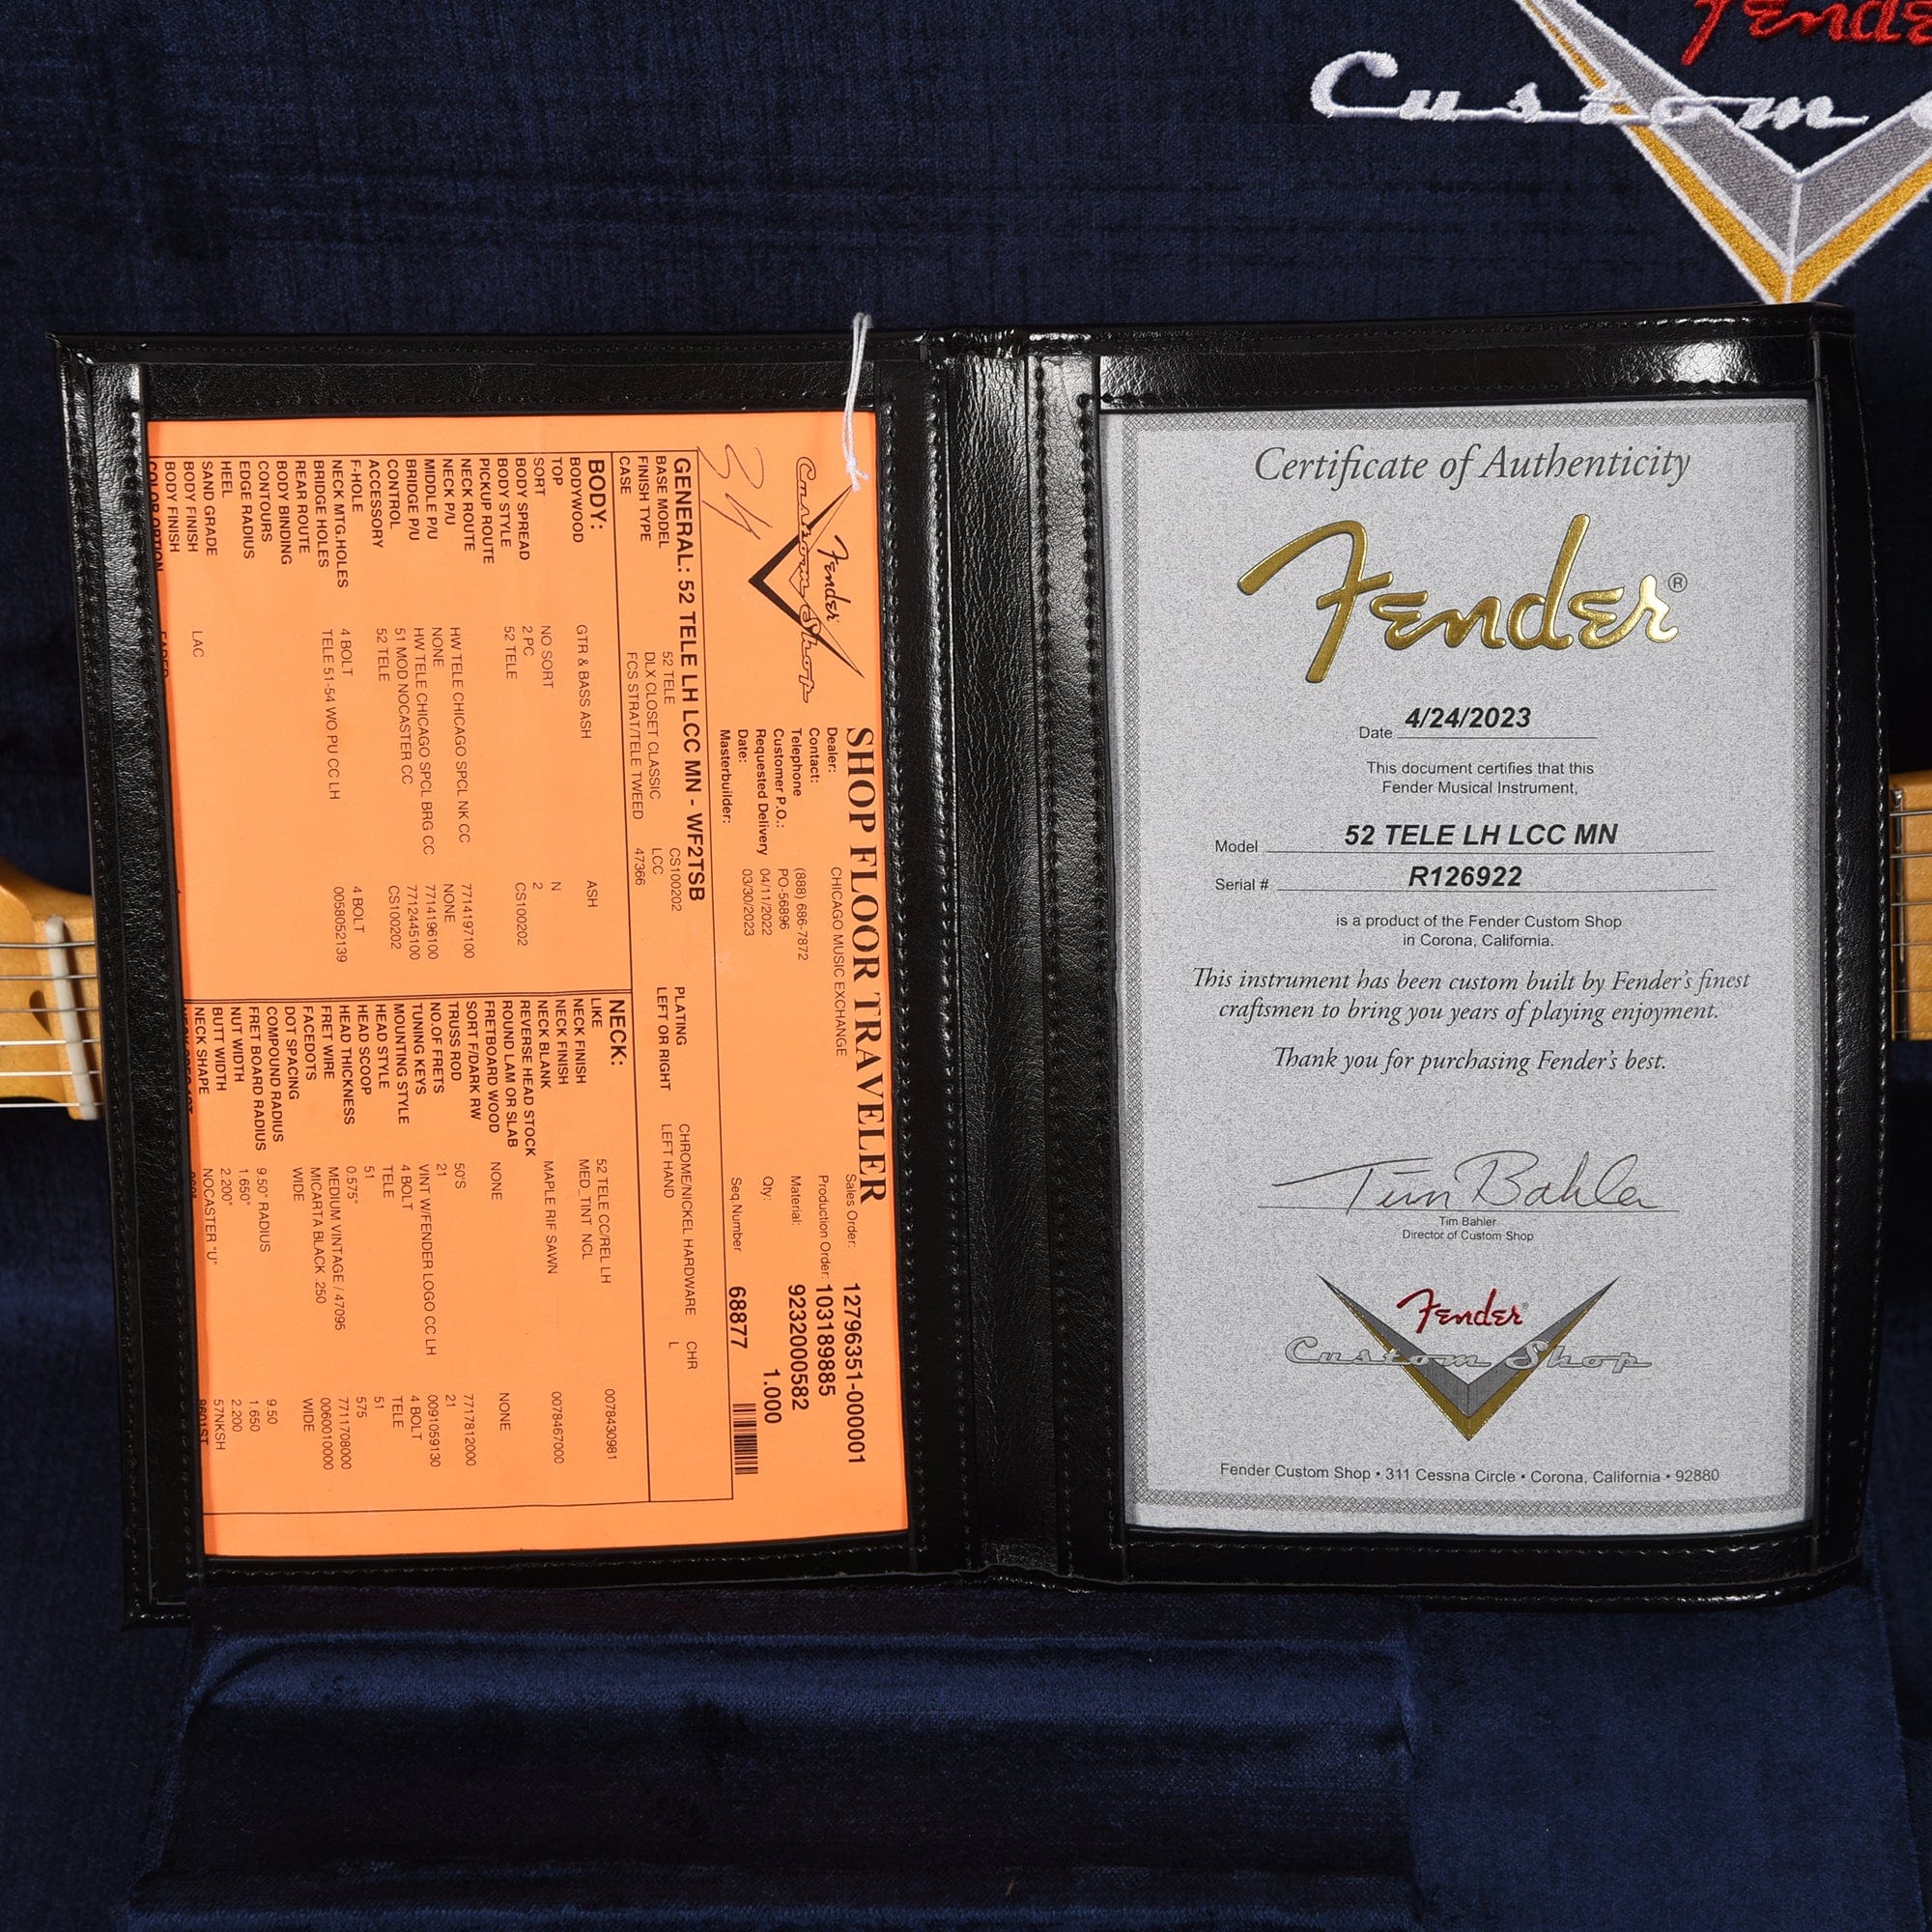 Fender
Custom
Fender
Custom Shop
SHOP FLOOR TRAVELER
Dealer: CHICAGO MUSIC EXCHANGE
Contact:
Telephone (888) 686-7872
Customer P.O.: PO:56896
Requested Delivery 04/11/2022
Date: 03/30/2023
Masterbuilder:
Sales Order: 127966351-000001
Production Order: 103189885
Material: 9232000582
Qty: 1.000
Seq.Number 68877
34
GENERAL: 52 TELE LH LCC MN - WF2TSB
BASE MODEL 52 TELE CS100202 PLATING CHROME/NICKEL HARDWARE CHR
FINISH TYPE DLX CLOSET CLASSIC LCC LEFT OR RIGHT LEFT HAND L
CASE FCS STRAT/TELE TWEED 47366
BODY:
BODYWOOD GTR & BASS ASH ASH
TOP
SORT NO SORT N
BODY SPREAD 2 PC 2
BODY STYLE 52 TELE CS100202
PICKUP ROUTE
NECK ROUTE
NECK P/U HW TELE CHICAGO SPCL NK CC 7714197100
MIDDLE P/U NONE NONE
BRIDGE P/U HW TELE CHICAGO SPCL BRG CC 7714196100
CONTROL 51 MOD NOCASTER CC 7712445100
ACCESSORY 52 TELE CS100202
F-HOLE
NECK MTG.HOLES 4 BOLT 4 BOLT
BRIDGE HOLES TELE 51-54 WO PU CC LH 0058052139
REAR ROUTE
BODY BINDING
CONTOURS
EDGE RADIUS
HEEL
SAND GRADE
BODY FINISH LAC
BODY FINISH
COLOR OPTION
NECK:
LIKE 52 TELE CC/REL LH 0078430981
NECK FINISH MED_TINT_NCL
NECK FINISH
NECK BLANK MAPLE RIF SAWN 0078467000
REVERSE HEAD STOCK
ROUND LAM OR SLAB
FRETBOARD WOOD NONE NONE
SORT F/DARK RW
TRUSS ROD 50'S 7717812000
NO.OF FRETS 21 21
TUNING KEYS VINT W/FENDER LOGO CC LH 0091059130
MOUNTING STYLE 4 BOLT 4 BOLT
HEAD STYLE TELE TELE
HEAD SCOOP 51 51
HEAD THICKNESS 0.575" 575
FRET WIRE MEDIUM VINTAGE / 47095 7711708000
FACEDOTS MICARTA BLACK .250 0060010000
DOT SPACING WIDE WIDE
COMPOUND RADIUS
FRET BOARD RADIUS 9.50" RADIUS 9.50
NUT WIDTH 1.650" 1.650
BUTT WIDTH 2.200" 2.200
NECK SHAPE NOCASTER "U" 57NKSH
Certificate of Authenticity
Fender®
Date 4/24/2023
This document certifies that this
Fender Musical Instrument,
Model 52 TELE LH LCC MN
Serial # R126922
is a product of the Fender Custom Shop
in Corona, California.
This instrument has been custom built by Fender's finest
craftsmen to bring you years of playing enjoyment.
Thank you for purchasing Fender's best.
Tim Bahler
Tim Bahler
Director of Custom Shop
Fender
Custom Shop
Fender Custom Shop • 311 Cessna Circle • Corona, California • 92880